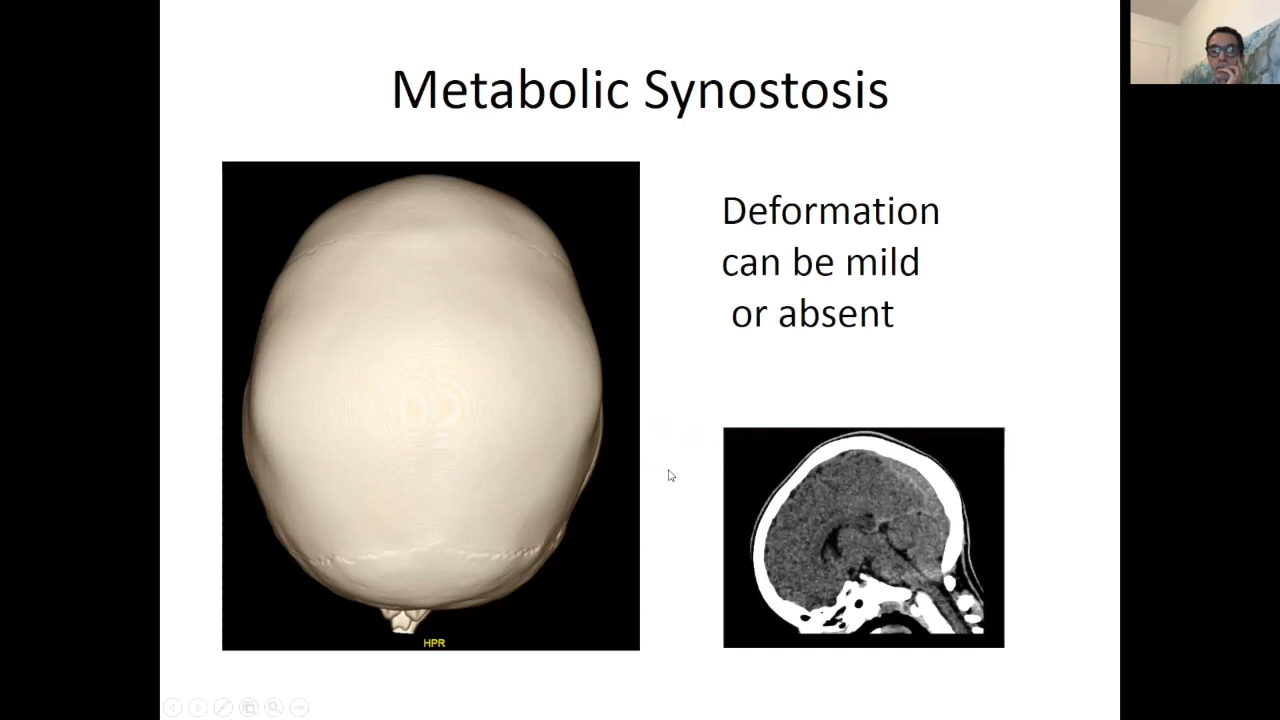 Metabolic Synostosis
Deformation
can be mild
or absent
HPR